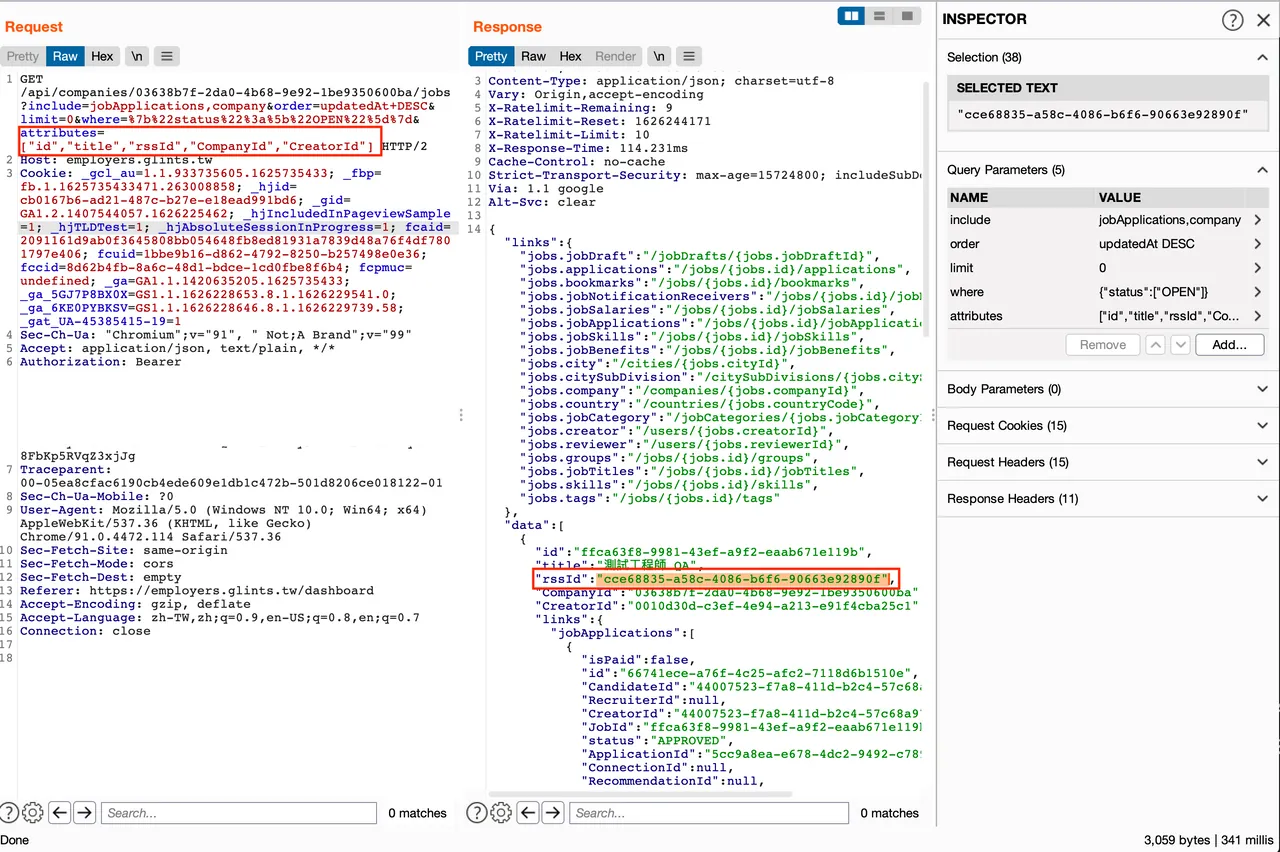 Request
Pretty Raw Hex \n
1 GET
/api/companies/03638b7f-2da0-4b68-9e92-1be9350600ba/jobs
?include=jobApplications,company&order=updatedAt+DESC&
limit=0&where=%7b%22status%22%3a%5b%22OPEN%22%5d%7d&
attributes=
["id","title","rssId","CompanyId","CreatorId"] HTTP/2
2 Host: employers.glints.tw
3 Cookie: _gcl_au=1.1.933735605.1625735433; _fbp=
fb.1.1625735433471.263008858; _hjid=
cb0167b6-ad21-487c-b27e-e18ead991bd6; _gid=
GA1.2.1407544057.1626225462; _hjIncludedInPageviewSample
=1; _hjTLDTest=1; _hjAbsoluteSessionInProgress=1; fcaid=
2091161d9ab0f3645808bb054648fb8ed81931a7839d48a76f4df780
1797e406; fcuid=1bbe9b16-d862-4792-8250-b257498e0e36;
fccid=8d62b4fb-8a6c-48d1-bdce-1cd0fbe8f6b4; fcpmuc=
undefined; _ga=GA1.1.1420635205.1625735433;
_ga_5GJ7P8BX0X=GS1.1.1626228653.8.1.1626229541.0;
_ga_6KE0PYBKSV=GS1.1.1626228646.8.1.1626229739.58;
_gat_UA-45385415-19=1
4 Sec-Ch-Ua: "Chromium";v="91", " Not;A Brand";v="99"
5 Accept: application/json, text/plain, */*
6 Authorization: Bearer
8FbKp5RVqZ3xjJg
7 Traceparent:
00-05ea8cfac6190cb4ede609e1db1c472b-501d8206ce018122-01
8 Sec-Ch-Ua-Mobile: ?0
9 User-Agent: Mozilla/5.0 (Windows NT 10.0; Win64; x64)
AppleWebKit/537.36 (KHTML, like Gecko)
Chrome/91.0.4472.114 Safari/537.36
10 Sec-Fetch-Site: same-origin
11 Sec-Fetch-Mode: cors
12 Sec-Fetch-Dest: empty
13 Referer: https://employers.glints.tw/dashboard
14 Accept-Encoding: gzip, deflate
15 Accept-Language: zh-TW,zh;q=0.9,en-US;q=0.8,en;q=0.7
16 Connection: close
17
18
Search... 0 matches
Done
Response
Pretty Raw Hex Render \n
3 Content-Type: application/json; charset=utf-8
4 Vary: Origin,accept-encoding
5 X-Ratelimit-Remaining: 9
6 X-Ratelimit-Reset: 1626244171
7 X-Ratelimit-Limit: 10
8 X-Response-Time: 114.231ms
9 Cache-Control: no-cache
10 Strict-Transport-Security: max-age=15724800; includeSubDo
11 Via: 1.1 google
12 Alt-Svc: clear
13
14 {
"links":{
"jobs.jobDraft":"/jobDrafts/{jobs.jobDraftId}",
"jobs.applications":"/jobs/{jobs.id}/applications",
"jobs.bookmarks":"/jobs/{jobs.id}/bookmarks",
"jobs.jobNotificationReceivers":"/jobs/{jobs.id}/jobN
"jobs.jobSalaries":"/jobs/{jobs.id}/jobSalaries",
"jobs.jobApplications":"/jobs/{jobs.id}/jobApplicatio
"jobs.jobSkills":"/jobs/{jobs.id}/jobSkills",
"jobs.jobBenefits":"/jobs/{jobs.id}/jobBenefits",
"jobs.city":"/cities/{jobs.cityId}",
"jobs.citySubDivision":"/citySubDivisions/{jobs.cityS
"jobs.company":"/companies/{jobs.companyId}",
"jobs.country":"/countries/{jobs.countryCode}",
"jobs.jobCategory":"/jobCategories/{jobs.jobCategoryI
"jobs.creator":"/users/{jobs.creatorId}",
"jobs.reviewer":"/users/{jobs.reviewerId}",
"jobs.groups":"/jobs/{jobs.id}/groups",
"jobs.jobTitles":"/jobs/{jobs.id}/jobTitles",
"jobs.skills":"/jobs/{jobs.id}/skills",
"jobs.tags":"/jobs/{jobs.id}/tags"
},
"data":[
{
"id":"ffca63f8-9981-43ef-a9f2-eaab671e119b",
"title":"測試工程師 QA",
"rssId":"cce68835-a58c-4086-b6f6-90663e92890f",
"CompanyId":"03638b7f-2da0-4b68-9e92-1be9350600ba"
"CreatorId":"0010d30d-c3ef-4e94-a213-e91f4cba25c1"
"links":{
"jobApplications":[
{
"isPaid":false,
"id":"66741ece-a76f-4c25-afc2-7118d6b1510e",
"CandidateId":"44007523-f7a8-411d-b2c4-57c68a
"RecruiterId":null,
"CreatorId":"44007523-f7a8-411d-b2c4-57c68a9
"JobId":"ffca63f8-9981-43ef-a9f2-eaab671e119
"status":"APPROVED",
"ApplicationId":"5cc9a8ea-e678-4dc2-9492-c78
"ConnectionId":null,
"RecommendationId":null,
Search... 0 matches
INSPECTOR
Selection (38)
SELECTED TEXT
"cce68835-a58c-4086-b6f6-90663e92890f"
Query Parameters (5)
NAME VALUE
include jobApplications,company
order updatedAt DESC
limit 0
where {"status":["OPEN"]}
attributes ["id","title","rssId","Co...
Remove Add...
Body Parameters (0)
Request Cookies (15)
Request Headers (15)
Response Headers (11)
3,059 bytes | 341 millis